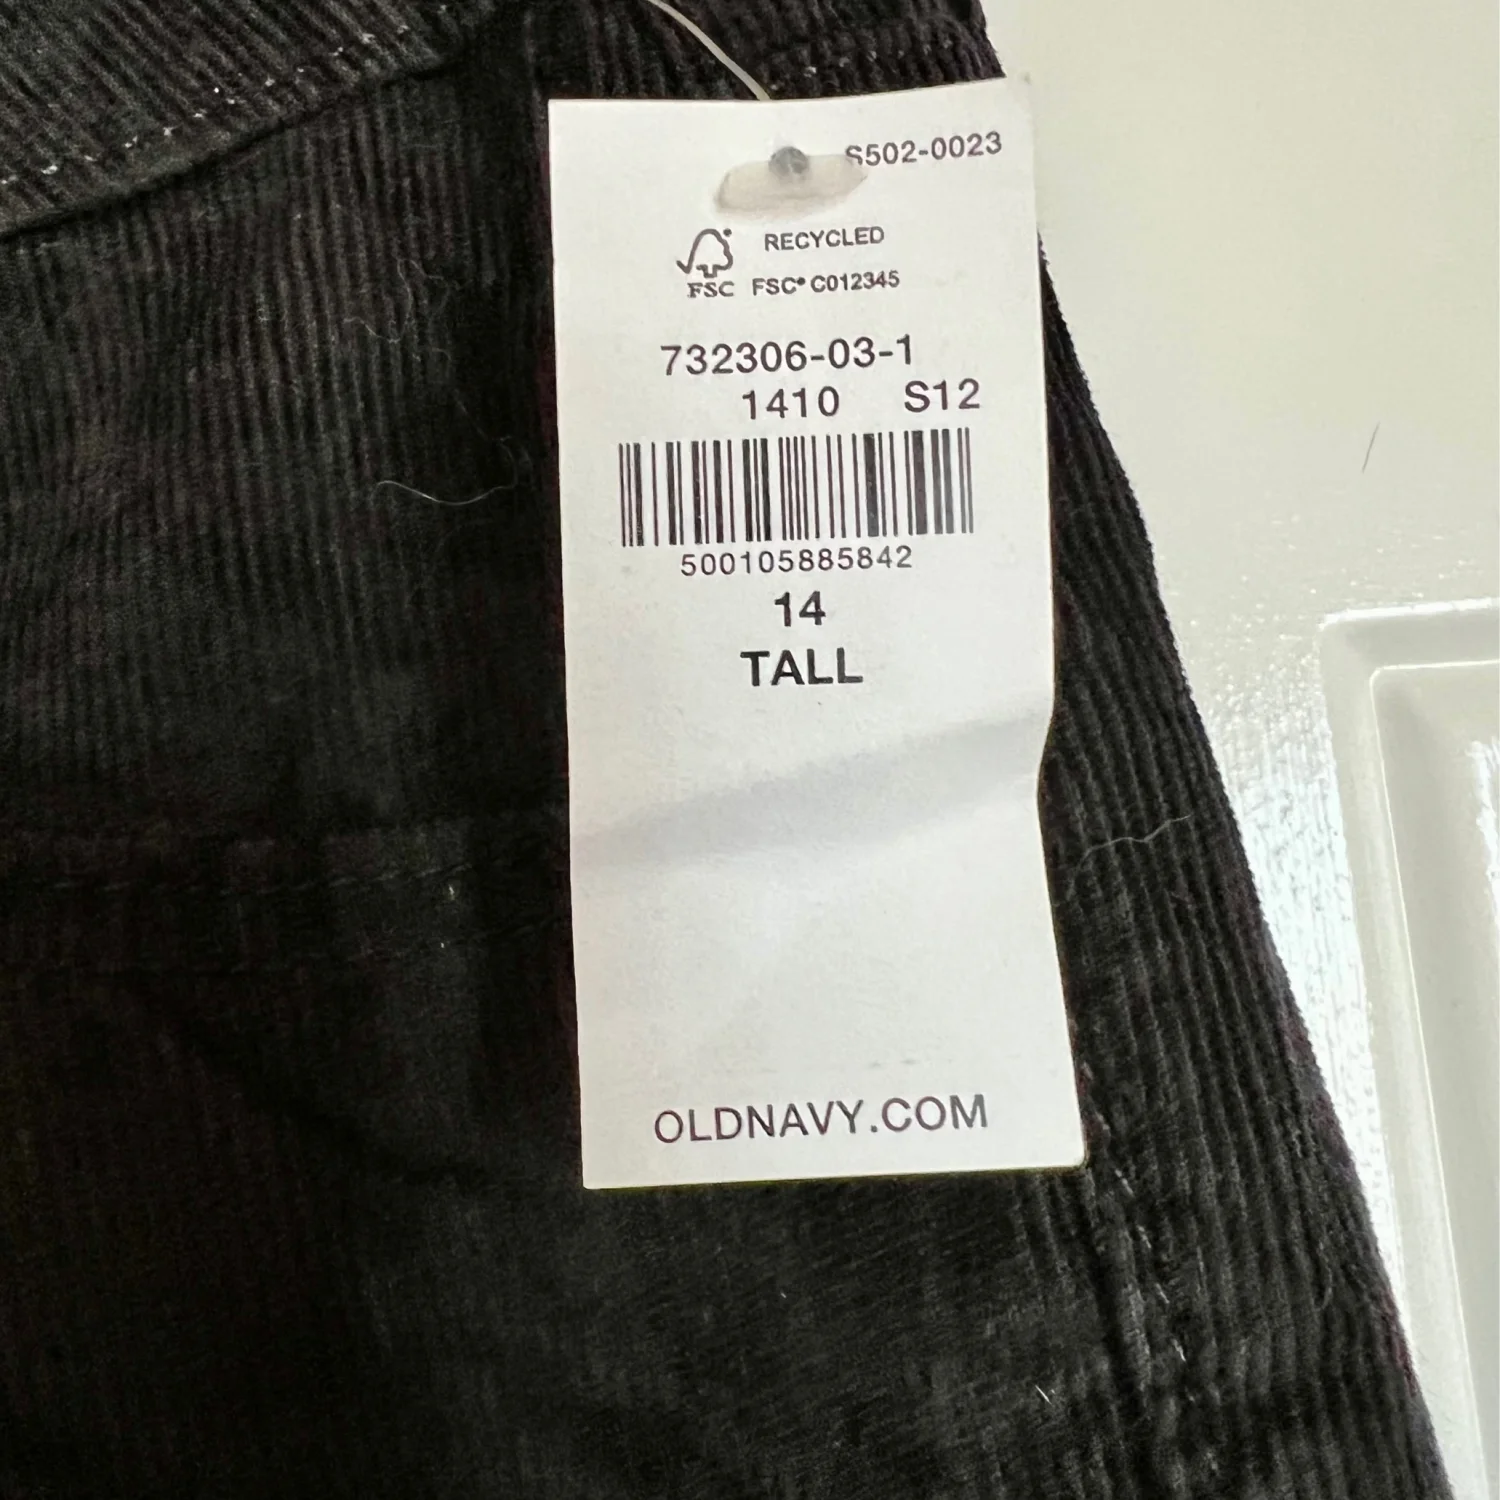 S502-0023
RECYCLED
FSC FSC® C012345
732306-03-1
1410 S12
500105885842
14
TALL
OLDNAVY.COM